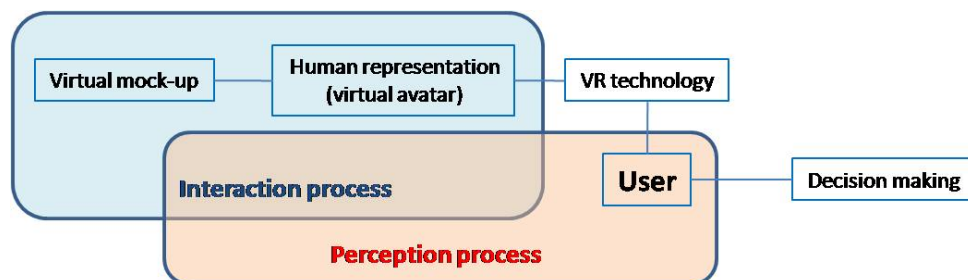 Virtual mock-up
Human representation
(virtual avatar)
VR technology
User
Decision making
Interaction process
Perception process